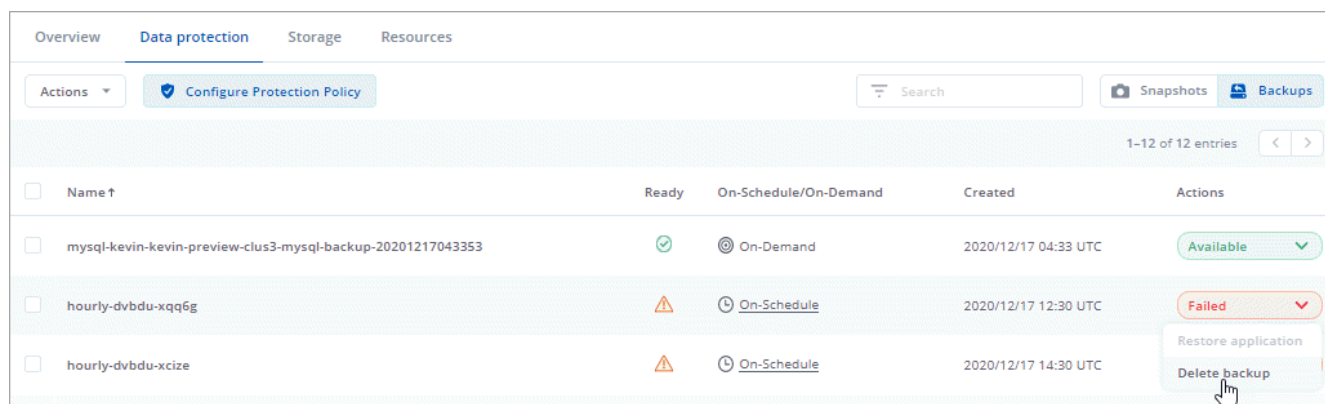 Overview Data protection Storage Resources
Actions Configure Protection Policy Search Snapshots Backups
1–12 of 12 entries
Name↑ Ready On-Schedule/On-Demand Created Actions
mysql-kevin-kevin-preview-clus3-mysql-backup-20201217043353 On-Demand 2020/12/17 04:33 UTC Available
hourly-dvbdu-xqq6g On-Schedule 2020/12/17 12:30 UTC Failed
Restore application
hourly-dvbdu-xcize On-Schedule 2020/12/17 14:30 UTC
Delete backup